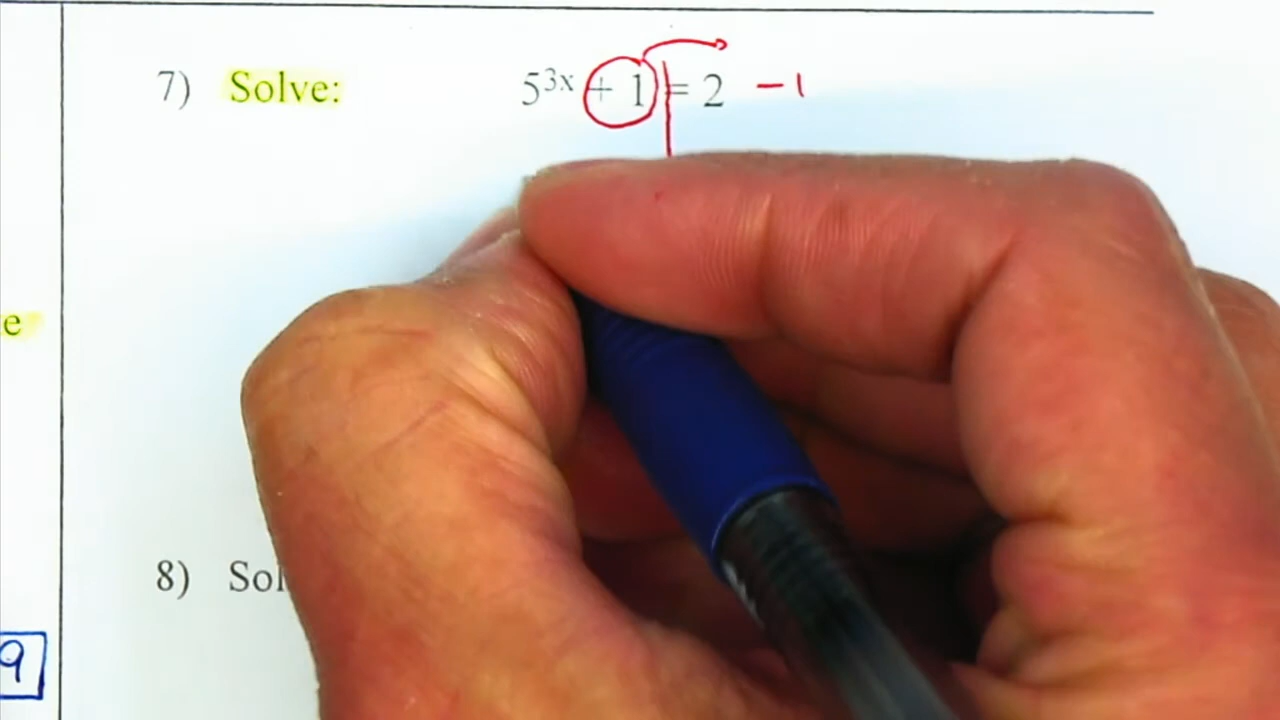 7) Solve: 5^{3x} + 1 = 2 − 1
e
8) Sol
9